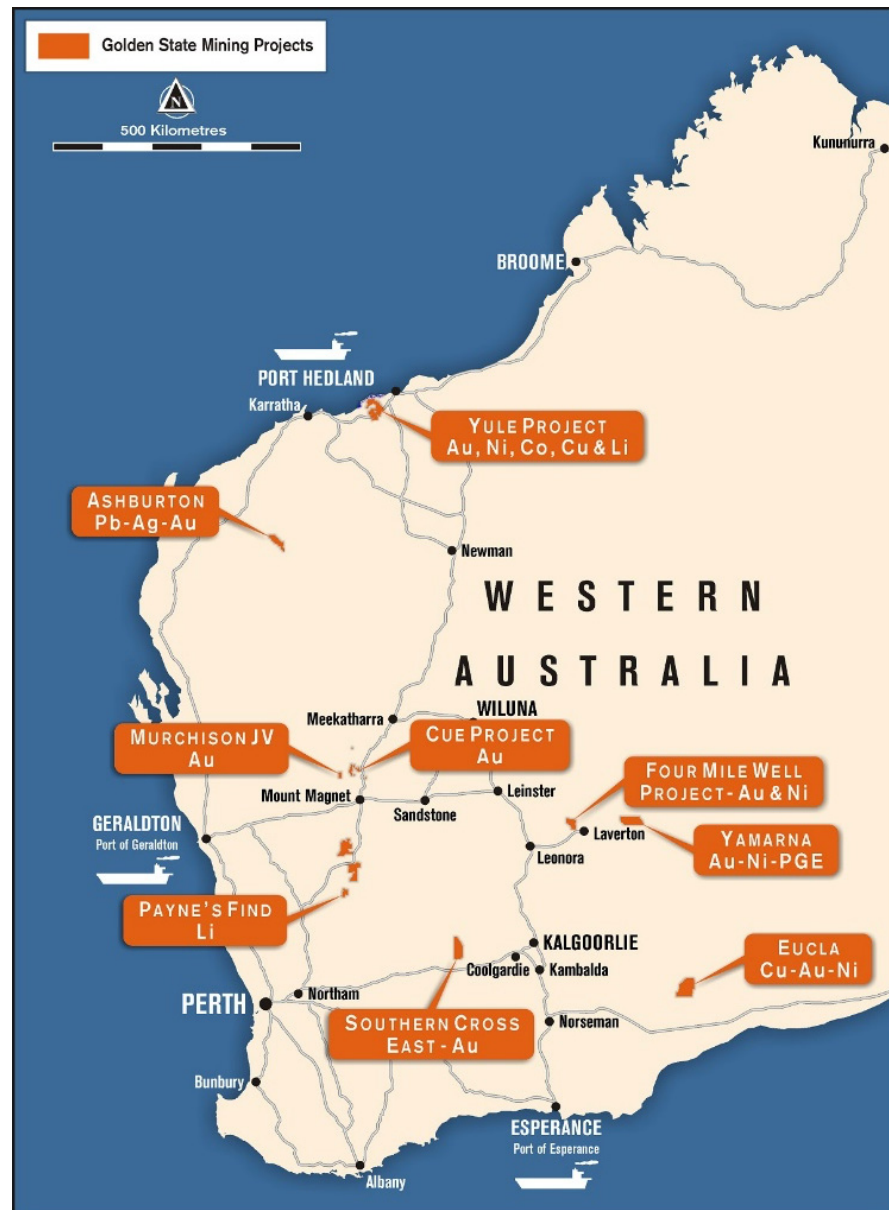 Golden State Mining Projects
N
500 Kilometres
Kununurra
BROOME
PORT HEDLAND
Karratha
YULE PROJECT
Au, Ni, Co, Cu & Li
ASHBURTON
Pb-Ag-Au
Newman
WESTERN
AUSTRALIA
Meekatharra
WILUNA
MURCHISON JV
Au
CUE PROJECT
Au
Mount Magnet
Sandstone
Leinster
FOUR MILE WELL
PROJECT - Au & Ni
GERALDTON
Port of Geraldton
Leonora
Laverton
YAMARNA
Au-Ni-PGE
PAYNE'S FIND
Li
KALGOORLIE
Coolgardie
Kambalda
EUCLA
Cu-Au-Ni
PERTH
Northam
SOUTHERN CROSS
EAST - Au
Norseman
Bunbury
ESPERANCE
Port of Esperance
Albany